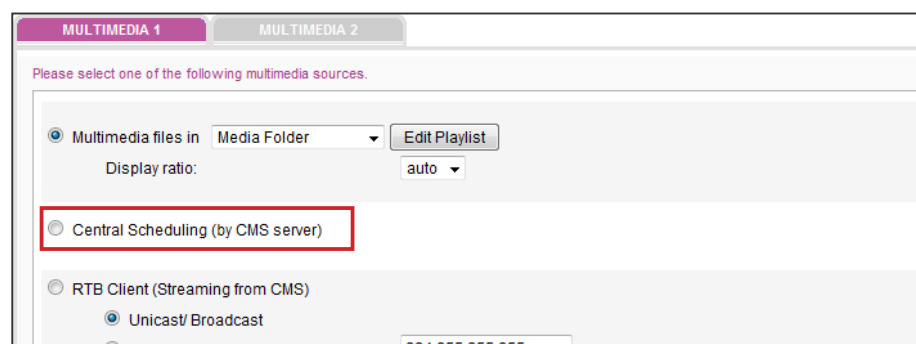 MULTIMEDIA 1 MULTIMEDIA 2
Please select one of the following multimedia sources.
Multimedia files in Media Folder Edit Playlist
Display ratio: auto
Central Scheduling (by CMS server)
RTB Client (Streaming from CMS)
Unicast/ Broadcast